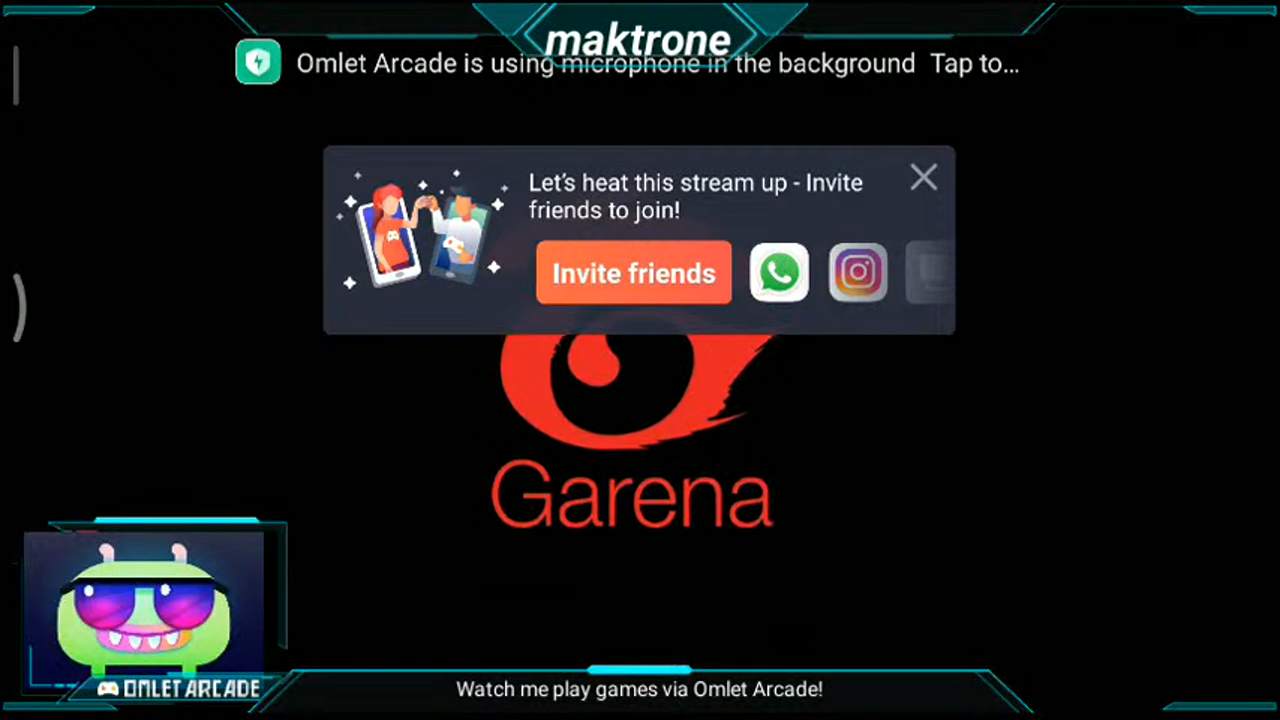 maktrone
Omlet Arcade is using microphone in the background Tap to...
Let's heat this stream up - Invite
friends to join!
Invite friends
Garena
OMLET ARCADE
Watch me play games via Omlet Arcade!